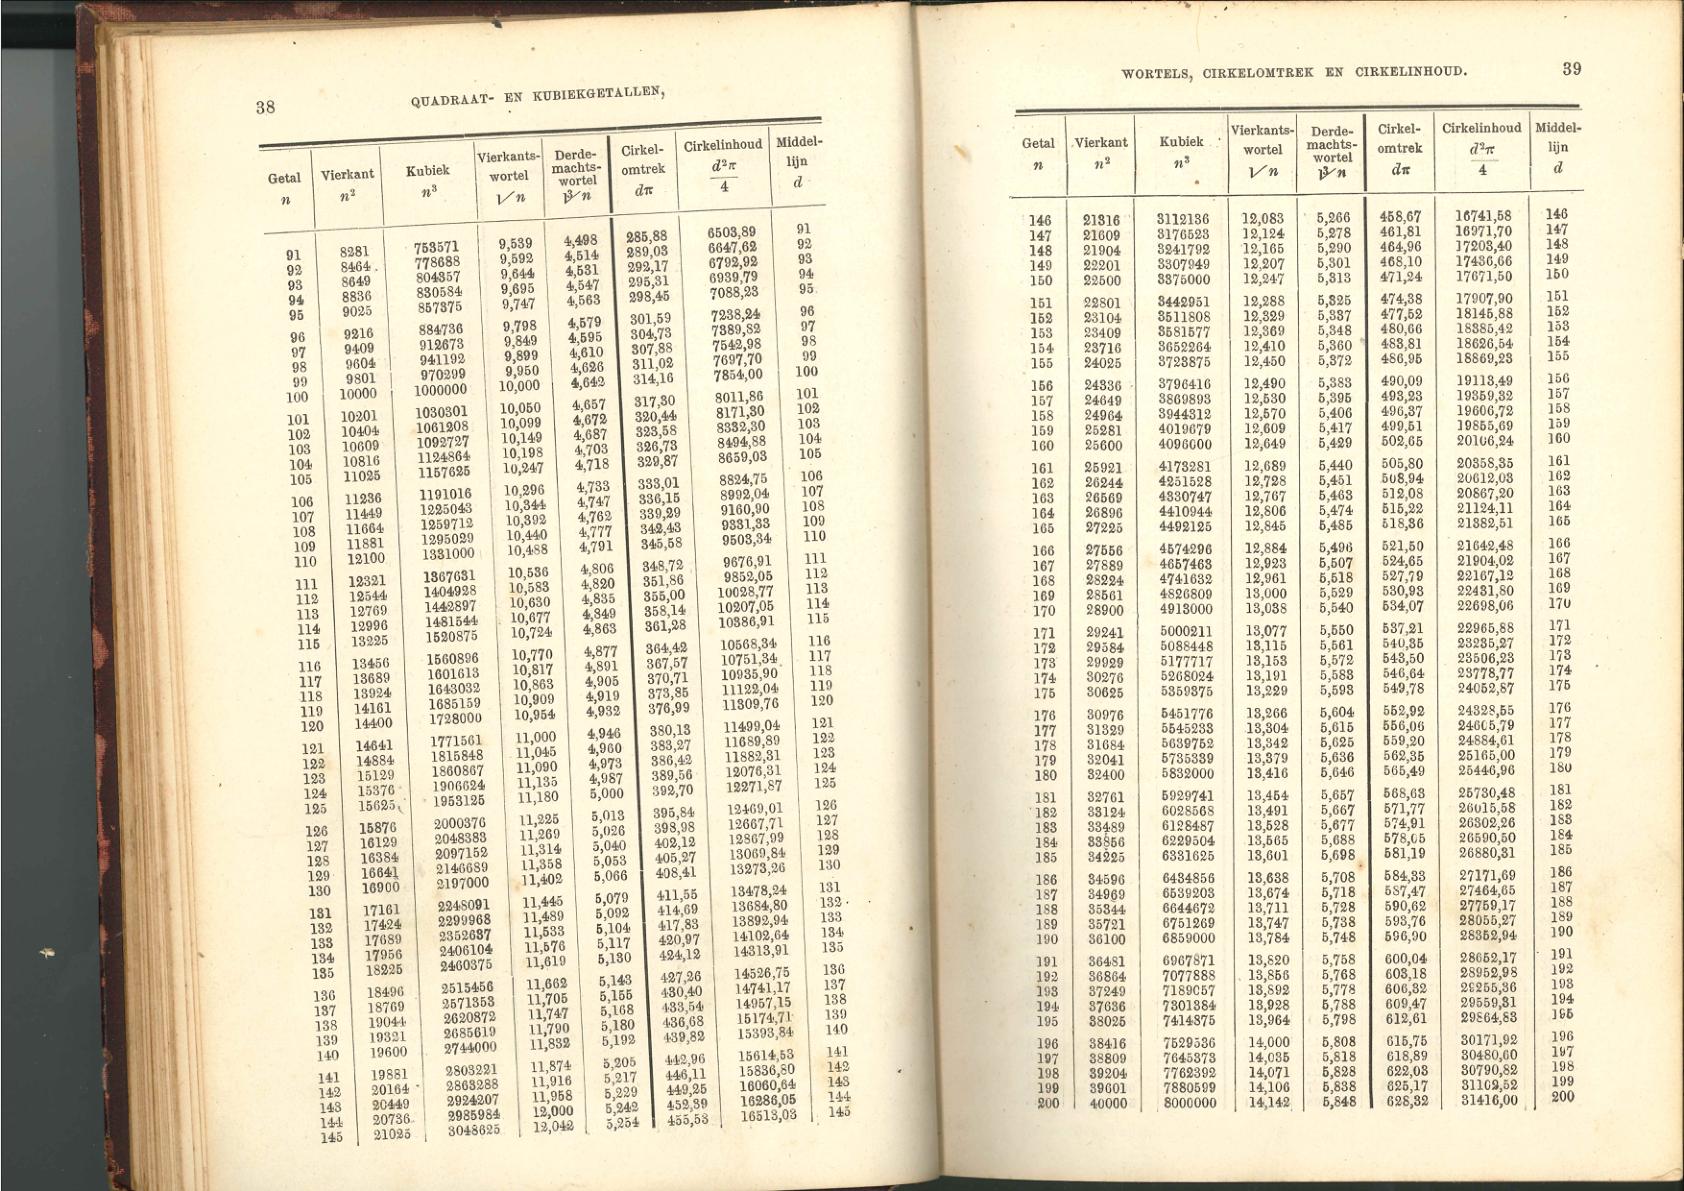 38
QUADRAAT- EN KUBIEKGETALLEN,
Getal n | Vierkant n² | Kubiek n³ | Vierkants-wortel √n | Derde-machts-wortel ∛n | Cirkel-omtrek dπ | Cirkelinhoud d²π/4 | Middel-lijn d
91 8281 753571 9,539 4,498 285,88 6503,89 91
92 8464 778688 9,592 4,514 289,03 6647,62 92
93 8649 804357 9,644 4,531 292,17 6792,92 93
94 8836 830584 9,695 4,547 295,31 6939,79 94
95 9025 857375 9,747 4,563 298,45 7088,23 95
96 9216 884736 9,798 4,579 301,59 7238,24 96
97 9409 912673 9,849 4,595 304,73 7389,82 97
98 9604 941192 9,899 4,610 307,88 7542,98 98
99 9801 970299 9,950 4,626 311,02 7697,70 99
100 10000 1000000 10,000 4,642 314,16 7854,00 100
101 10201 1030301 10,050 4,657 317,30 8011,86 101
102 10404 1061208 10,099 4,672 320,44 8171,30 102
103 10609 1092727 10,149 4,687 323,58 8332,30 103
104 10816 1124864 10,198 4,703 326,73 8494,88 104
105 11025 1157625 10,247 4,718 329,87 8659,03 105
106 11236 1191016 10,296 4,733 333,01 8824,75 106
107 11449 1225043 10,344 4,747 336,15 8992,04 107
108 11664 1259712 10,392 4,762 339,29 9160,90 108
109 11881 1295029 10,440 4,777 342,43 9331,33 109
110 12100 1331000 10,488 4,791 345,58 9503,34 110
111 12321 1367631 10,536 4,806 348,72 9676,91 111
112 12544 1404928 10,583 4,820 351,86 9852,05 112
113 12769 1442897 10,630 4,835 355,00 10028,77 113
114 12996 1481544 10,677 4,849 358,14 10207,05 114
115 13225 1520875 10,724 4,863 361,28 10386,91 115
116 13456 1560896 10,770 4,877 364,42 10568,34 116
117 13689 1601613 10,817 4,891 367,57 10751,34 117
118 13924 1643032 10,863 4,905 370,71 10935,90 118
119 14161 1685159 10,909 4,919 373,85 11122,04 119
120 14400 1728000 10,954 4,932 376,99 11309,76 120
121 14641 1771561 11,000 4,946 380,13 11499,04 121
122 14884 1815848 11,045 4,960 383,27 11689,89 122
123 15129 1860867 11,090 4,973 386,42 11882,31 123
124 15376 1906624 11,135 4,987 389,56 12076,31 124
125 15625 1953125 11,180 5,000 392,70 12271,87 125
126 15876 2000376 11,225 5,013 395,84 12469,01 126
127 16129 2048383 11,269 5,026 398,98 12667,71 127
128 16384 2097152 11,314 5,040 402,12 12867,99 128
129 16641 2146689 11,358 5,053 405,27 13069,84 129
130 16900 2197000 11,402 5,066 408,41 13273,26 130
131 17161 2248091 11,445 5,079 411,55 13478,24 131
132 17424 2299968 11,489 5,092 414,69 13684,80 132
133 17689 2352637 11,533 5,104 417,83 13892,94 133
134 17956 2406104 11,576 5,117 420,97 14102,64 134
135 18225 2460375 11,619 5,130 424,12 14313,91 135
136 18496 2515456 11,662 5,143 427,26 14526,75 136
137 18769 2571353 11,705 5,155 430,40 14741,17 137
138 19044 2620872 11,747 5,168 433,54 14957,15 138
139 19321 2685619 11,790 5,180 436,68 15174,71 139
140 19600 2744000 11,832 5,192 439,82 15393,84 140
141 19881 2803221 11,874 5,205 442,96 15614,53 141
142 20164 2863288 11,916 5,217 446,11 15836,80 142
143 20449 2924207 11,958 5,229 449,25 16060,64 143
144 20736 2985984 12,000 5,242 452,39 16286,05 144
145 21025 3048625 12,042 5,254 455,53 16513,03 145
WORTELS, CIRKELOMTREK EN CIRKELINHOUD.
39
Getal n | Vierkant n² | Kubiek n³ | Vierkants-wortel √n | Derde-machts-wortel ∛n | Cirkel-omtrek dπ | Cirkelinhoud d²π/4 | Middel-lijn d
146 21316 3112136 12,083 5,266 458,67 16741,58 146
147 21609 3176523 12,124 5,278 461,81 16971,70 147
148 21904 3241792 12,165 5,290 464,96 17203,40 148
149 22201 3307949 12,207 5,301 468,10 17436,66 149
150 22500 3375000 12,247 5,313 471,24 17671,50 150
151 22801 3442951 12,288 5,325 474,38 17907,90 151
152 23104 3511808 12,329 5,337 477,52 18145,88 152
153 23409 3581577 12,369 5,348 480,66 18385,42 153
154 23716 3652264 12,410 5,360 483,81 18626,54 154
155 24025 3723875 12,450 5,372 486,95 18869,23 155
156 24336 3796416 12,490 5,383 490,09 19113,49 156
157 24649 3869893 12,530 5,395 493,23 19359,32 157
158 24964 3944312 12,570 5,406 496,37 19606,72 158
159 25281 4019679 12,609 5,417 499,51 19855,69 159
160 25600 4096000 12,649 5,429 502,65 20106,24 160
161 25921 4173281 12,689 5,440 505,80 20358,35 161
162 26244 4251528 12,728 5,451 508,94 20612,03 162
163 26569 4330747 12,767 5,463 512,08 20867,20 163
164 26896 4410944 12,806 5,474 515,22 21124,11 164
165 27225 4492125 12,845 5,485 518,36 21382,51 165
166 27556 4574296 12,884 5,496 521,50 21642,48 166
167 27889 4657463 12,923 5,507 524,65 21904,02 167
168 28224 4741632 12,961 5,518 527,79 22167,12 168
169 28561 4826809 13,000 5,529 530,93 22431,80 169
170 28900 4913000 13,038 5,540 534,07 22698,06 170
171 29241 5000211 13,077 5,550 537,21 22965,88 171
172 29584 5088448 13,115 5,561 540,35 23235,27 172
173 29929 5177717 13,153 5,572 543,50 23506,23 173
174 30276 5268024 13,191 5,583 546,64 23778,77 174
175 30625 5359375 13,229 5,593 549,78 24052,87 175
176 30976 5451776 13,266 5,604 552,92 24328,55 176
177 31329 5545233 13,304 5,615 556,06 24605,79 177
178 31684 5639752 13,342 5,625 559,20 24884,61 178
179 32041 5735339 13,379 5,636 562,35 25165,00 179
180 32400 5832000 13,416 5,646 565,49 25446,96 180
181 32761 5929741 13,454 5,657 568,63 25730,48 181
182 33124 6028568 13,491 5,667 571,77 26015,58 182
183 33489 6128487 13,528 5,677 574,91 26302,26 183
184 33856 6229504 13,565 5,688 578,05 26590,50 184
185 34225 6331625 13,601 5,698 581,19 26880,31 185
186 34596 6434856 13,638 5,708 584,33 27171,69 186
187 34969 6539203 13,674 5,718 587,47 27464,65 187
188 35344 6644672 13,711 5,728 590,62 27759,17 188
189 35721 6751269 13,747 5,738 593,76 28055,27 189
190 36100 6859000 13,784 5,748 596,90 28352,94 190
191 36481 6967871 13,820 5,758 600,04 28652,17 191
192 36864 7077888 13,856 5,768 603,18 28952,98 192
193 37249 7189057 13,892 5,778 606,32 29255,36 193
194 37636 7301384 13,928 5,788 609,47 29559,31 194
195 38025 7414875 13,964 5,798 612,61 29864,83 195
196 38416 7529536 14,000 5,808 615,75 30171,92 196
197 38809 7645373 14,035 5,818 618,89 30480,60 197
198 39204 7762392 14,071 5,828 622,03 30790,82 198
199 39601 7880599 14,106 5,838 625,17 31102,52 199
200 40000 8000000 14,142 5,848 628,32 31416,00 200